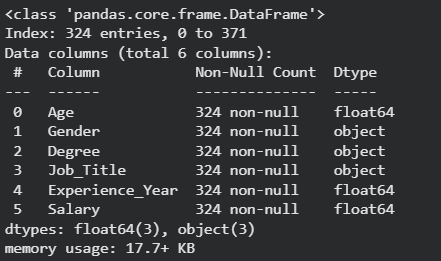 <class 'pandas.core.frame.DataFrame'>
Index: 324 entries, 0 to 371
Data columns (total 6 columns):
 #   Column           Non-Null Count  Dtype
---  ------           --------------  -----
 0   Age              324 non-null    float64
 1   Gender           324 non-null    object
 2   Degree           324 non-null    object
 3   Job_Title        324 non-null    object
 4   Experience_Year  324 non-null    float64
 5   Salary           324 non-null    float64
dtypes: float64(3), object(3)
memory usage: 17.7+ KB